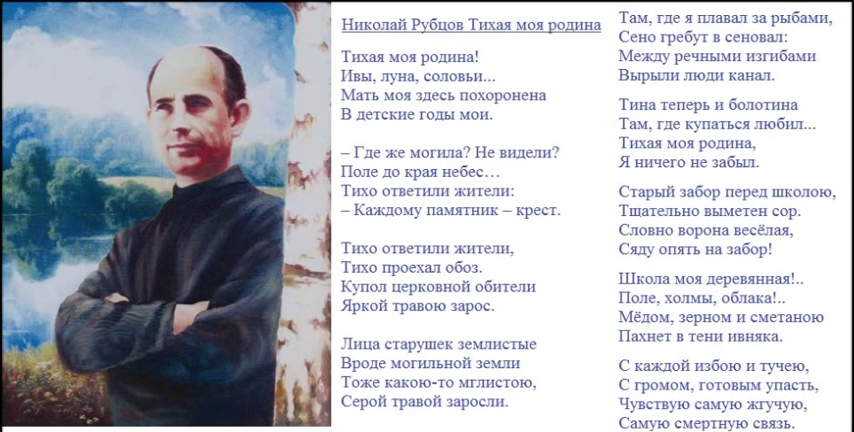 Николай Рубцов Тихая моя родина
Тихая моя родина!
Ивы, луна, соловьи...
Мать моя здесь похоронена
В детские годы мои.
– Где же могила? Не видели?
Поле до края небес…
Тихо ответили жители:
– Каждому памятник – крест.
Тихо ответили жители,
Тихо проехал обоз.
Купол церковной обители
Яркой травою зарос.
Лица старушек землистые
Вроде могильной земли
Тоже какою-то мглистою,
Серой травой заросли.
Там, где я плавал за рыбами,
Сено гребут в сеновал:
Между речными изгибами
Вырыли люди канал.
Тина теперь и болотина
Там, где купаться любил...
Тихая моя родина,
Я ничего не забыл.
Старый забор перед школою,
Тщательно выметен сор.
Словно ворона весёлая,
Сяду опять на забор!
Школа моя деревянная!..
Поле, холмы, облака!..
Мёдом, зерном и сметаною
Пахнет в тени ивняка.
С каждой избою и тучею,
С громом, готовым упасть,
Чувствую самую жгучую,
Самую смертную связь.